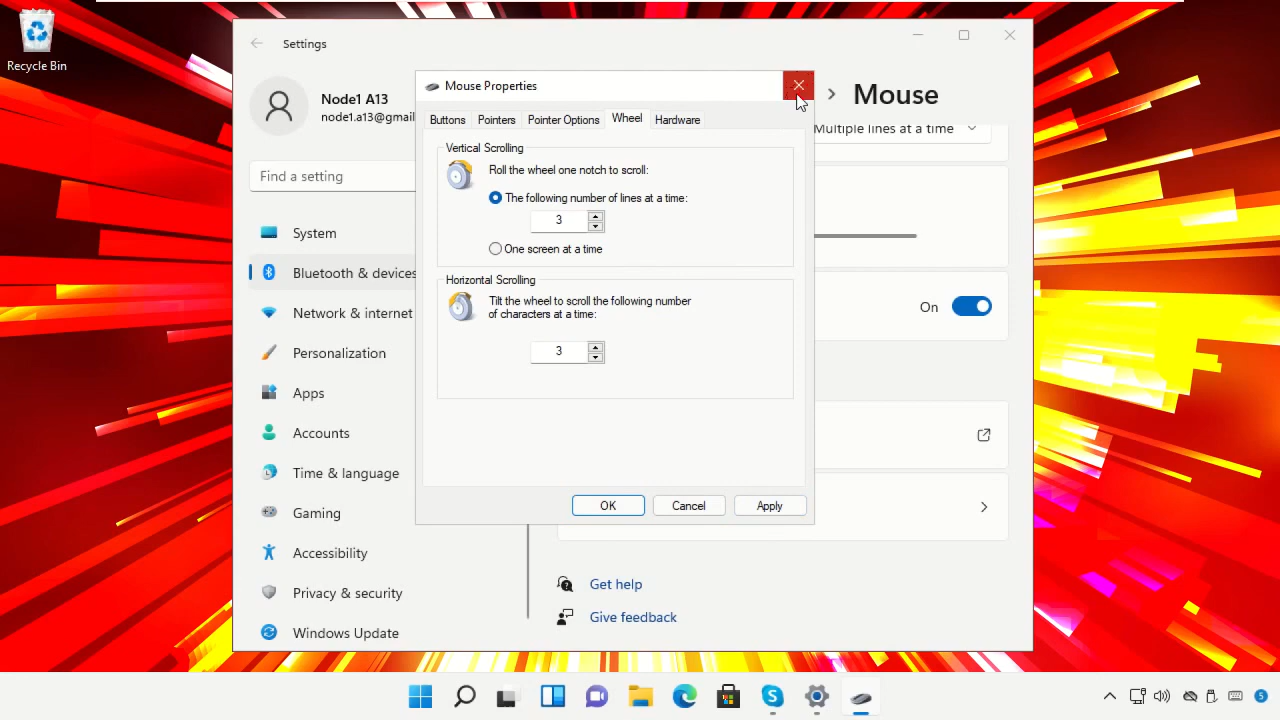 Recycle Bin
Settings
Node1 A13
node1.a13@gmail
Find a setting
System
Bluetooth & devices
Network & internet
Personalization
Apps
Accounts
Time & language
Gaming
Accessibility
Privacy & security
Windows Update
Mouse
Multiple lines at a time
On
Get help
Give feedback
Mouse Properties
Buttons
Pointers
Pointer Options
Wheel
Hardware
Vertical Scrolling
Roll the wheel one notch to scroll:
The following number of lines at a time:
3
One screen at a time
Horizontal Scrolling
Tilt the wheel to scroll the following number
of characters at a time:
3
OK
Cancel
Apply
5